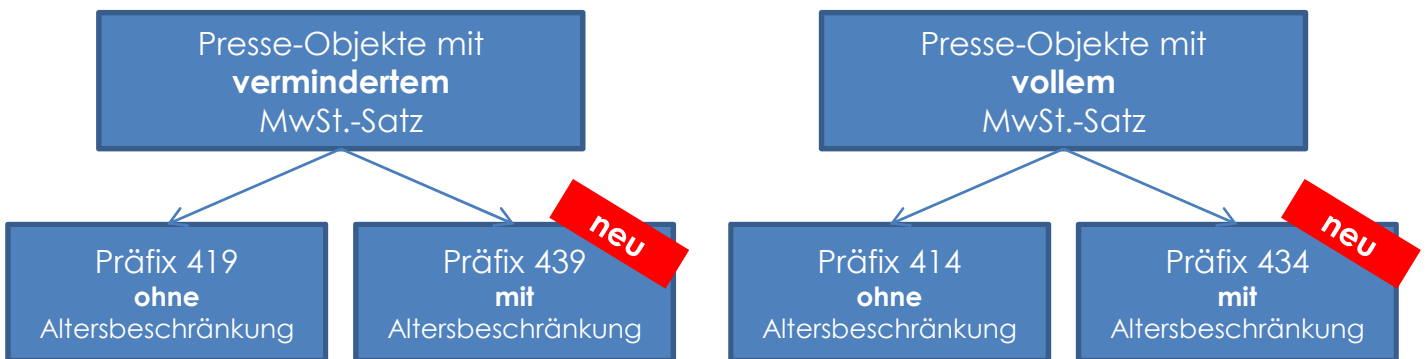 Presse-Objekte mit
vermindertem
MwSt.-Satz
Presse-Objekte mit
vollem
MwSt.-Satz
Präfix 419
ohne
Altersbeschränkung
neu
Präfix 439
mit
Altersbeschränkung
Präfix 414
ohne
Altersbeschränkung
neu
Präfix 434
mit
Altersbeschränkung